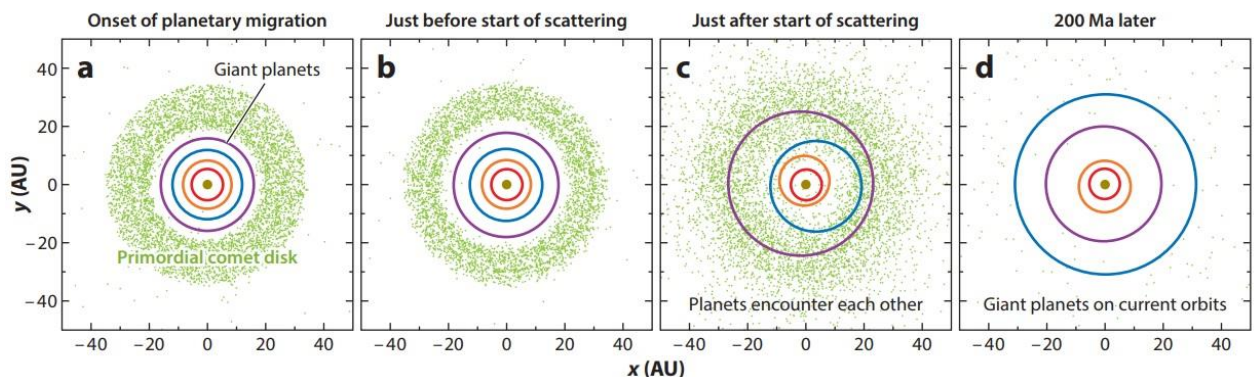 Onset of planetary migration
Just before start of scattering
Just after start of scattering
200 Ma later
a
Giant planets
Primordial comet disk
b
c
Planets encounter each other
d
Giant planets on current orbits
y (AU)
40
20
0
−20
−40
−40 −20 0 20 40
−40 −20 0 20 40
−40 −20 0 20 40
−40 −20 0 20 40
x (AU)